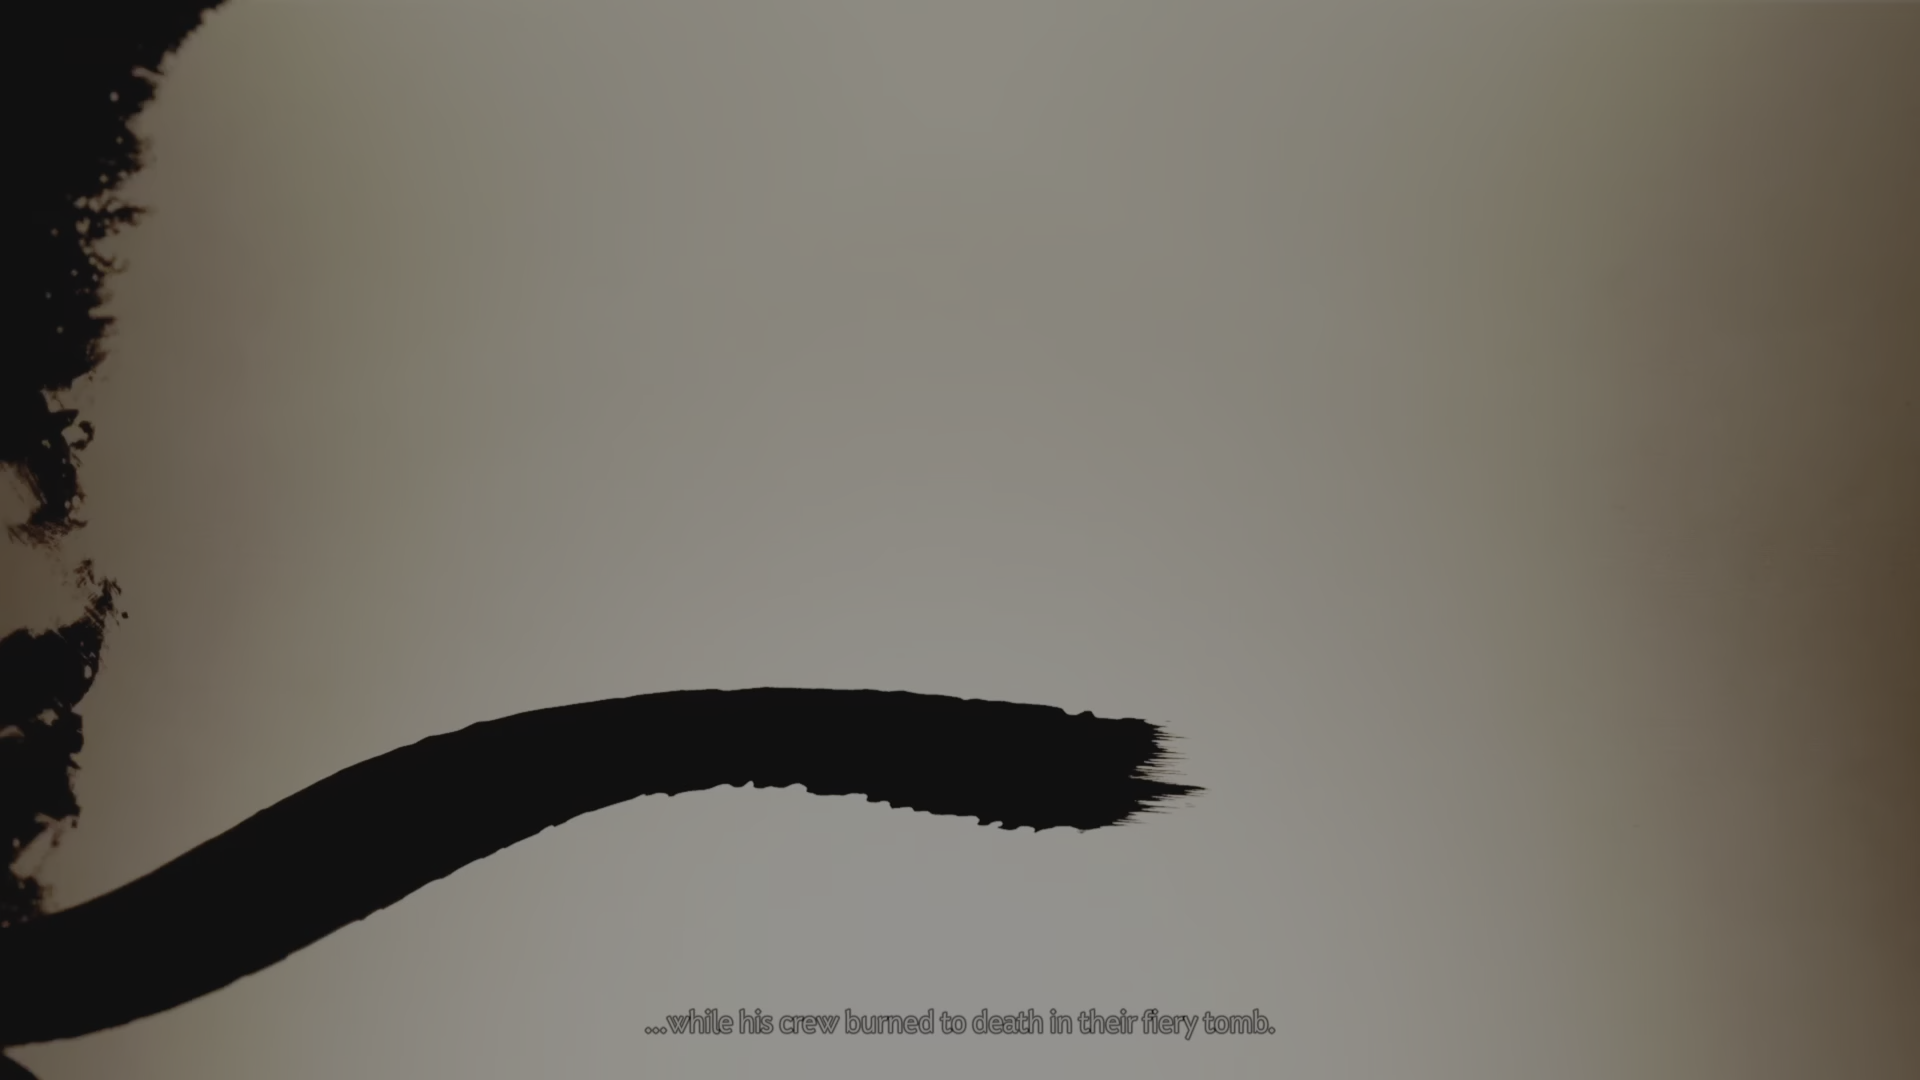 ...while his crew burned to death in their fiery tomb.